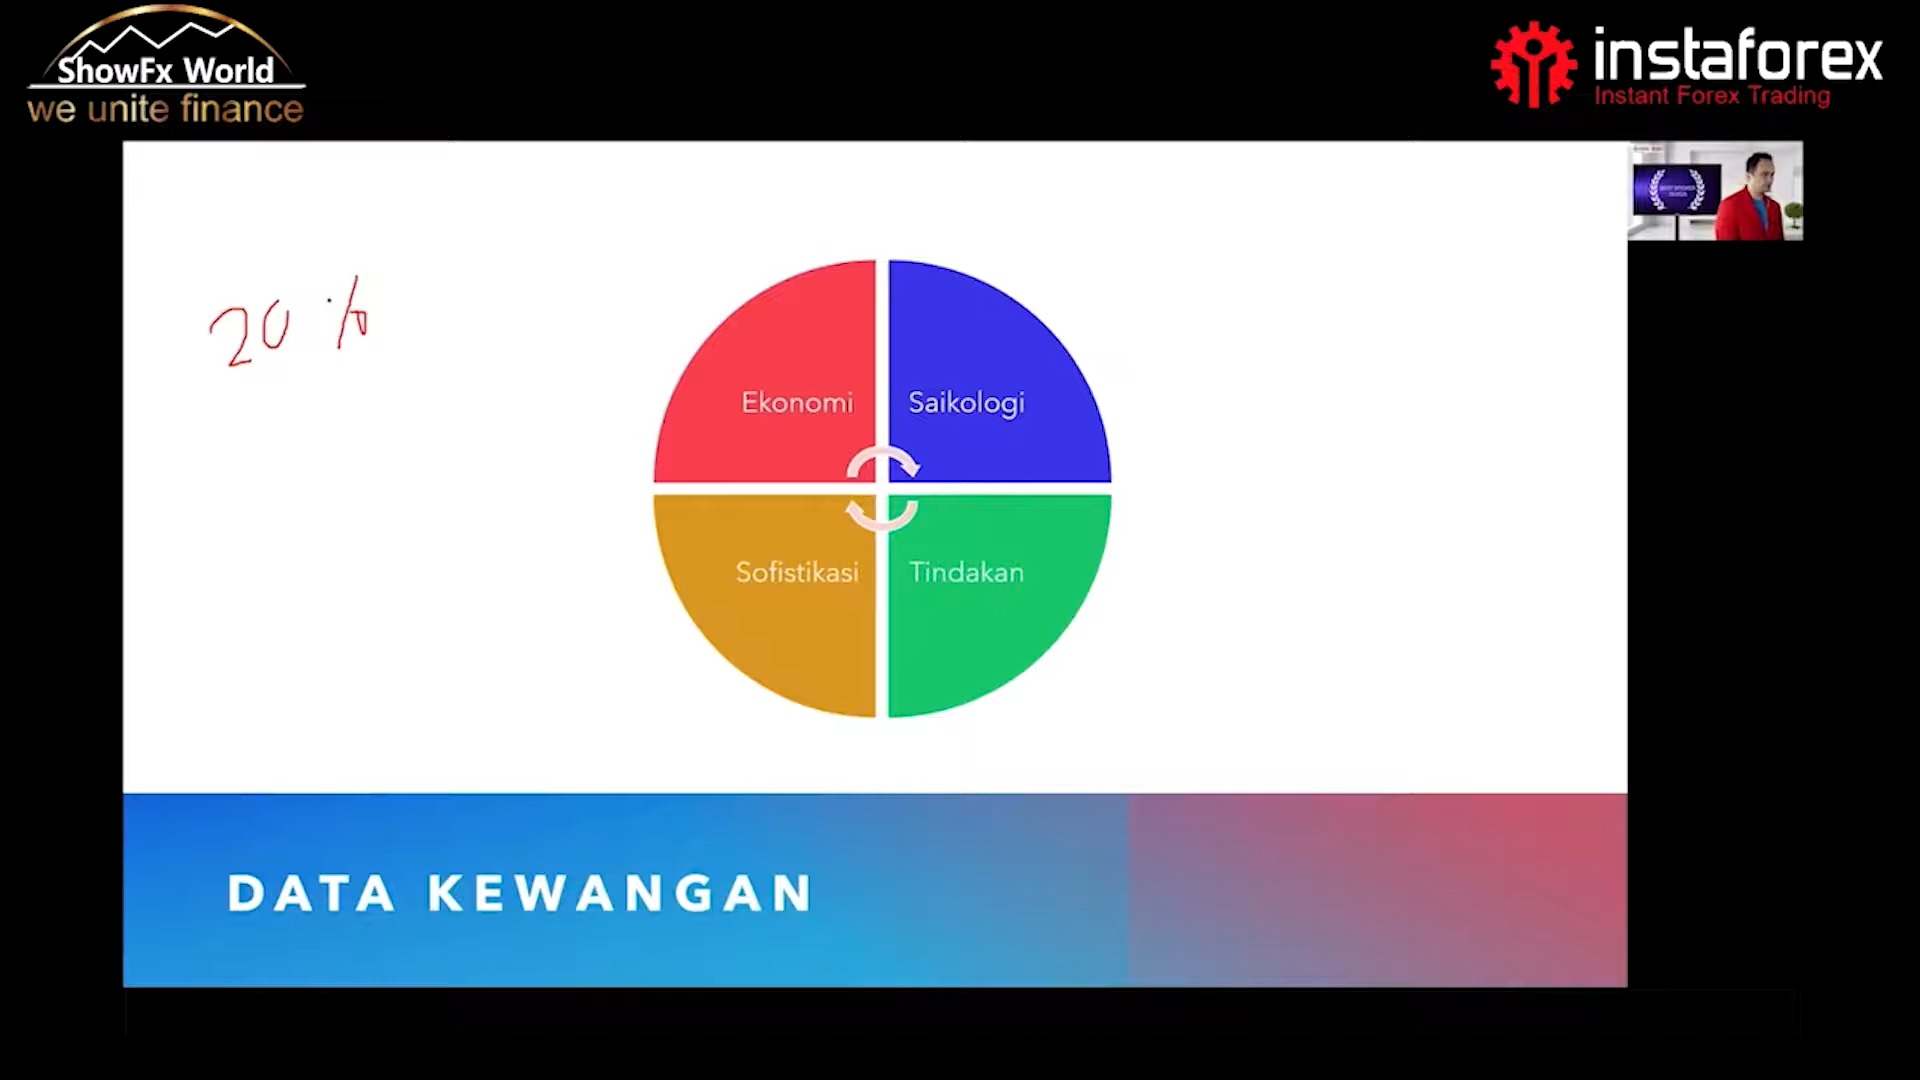 ShowFx World
we unite finance
instaforex
Instant Forex Trading
20 %
Ekonomi
Saikologi
Sofistikasi
Tindakan
DATA KEWANGAN